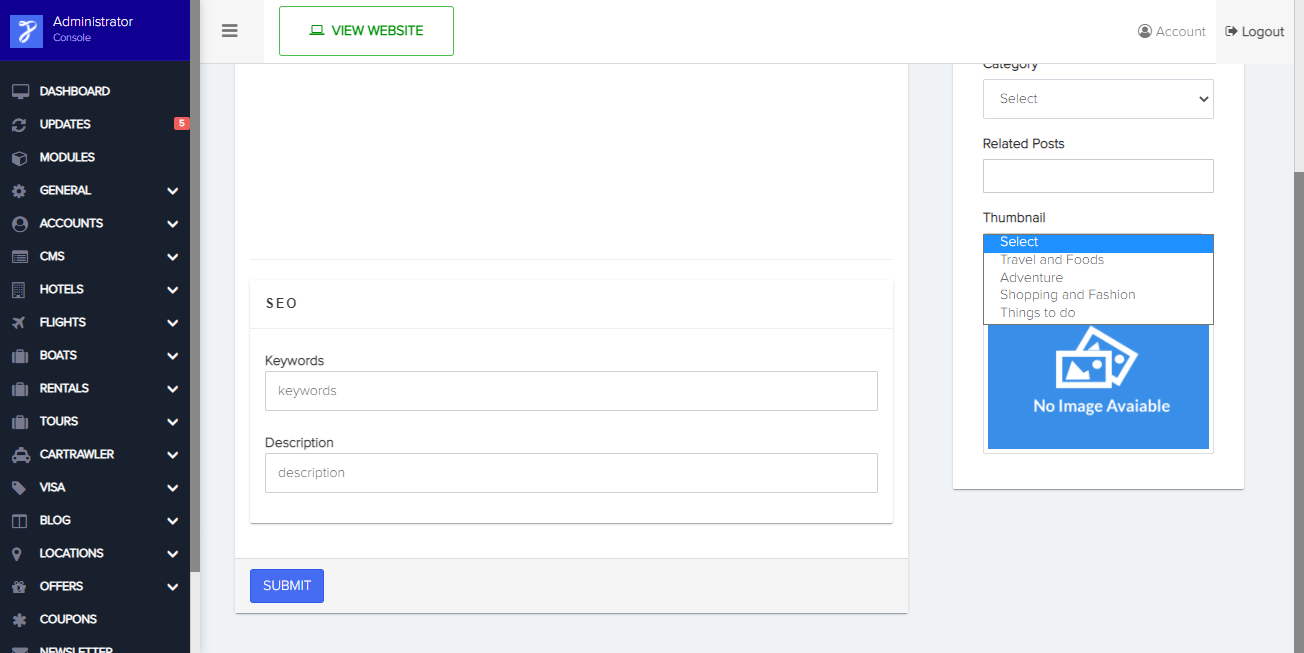 Administrator
Console
VIEW WEBSITE
Account
Logout
DASHBOARD
UPDATES 5
MODULES
GENERAL
ACCOUNTS
CMS
HOTELS
FLIGHTS
BOATS
RENTALS
TOURS
CARTRAWLER
VISA
BLOG
LOCATIONS
OFFERS
COUPONS
NEWSLETTER
SEO
Keywords
keywords
Description
description
SUBMIT
Category
Select
Related Posts
Thumbnail
Select
Travel and Foods
Adventure
Shopping and Fashion
Things to do
No Image Avaiable